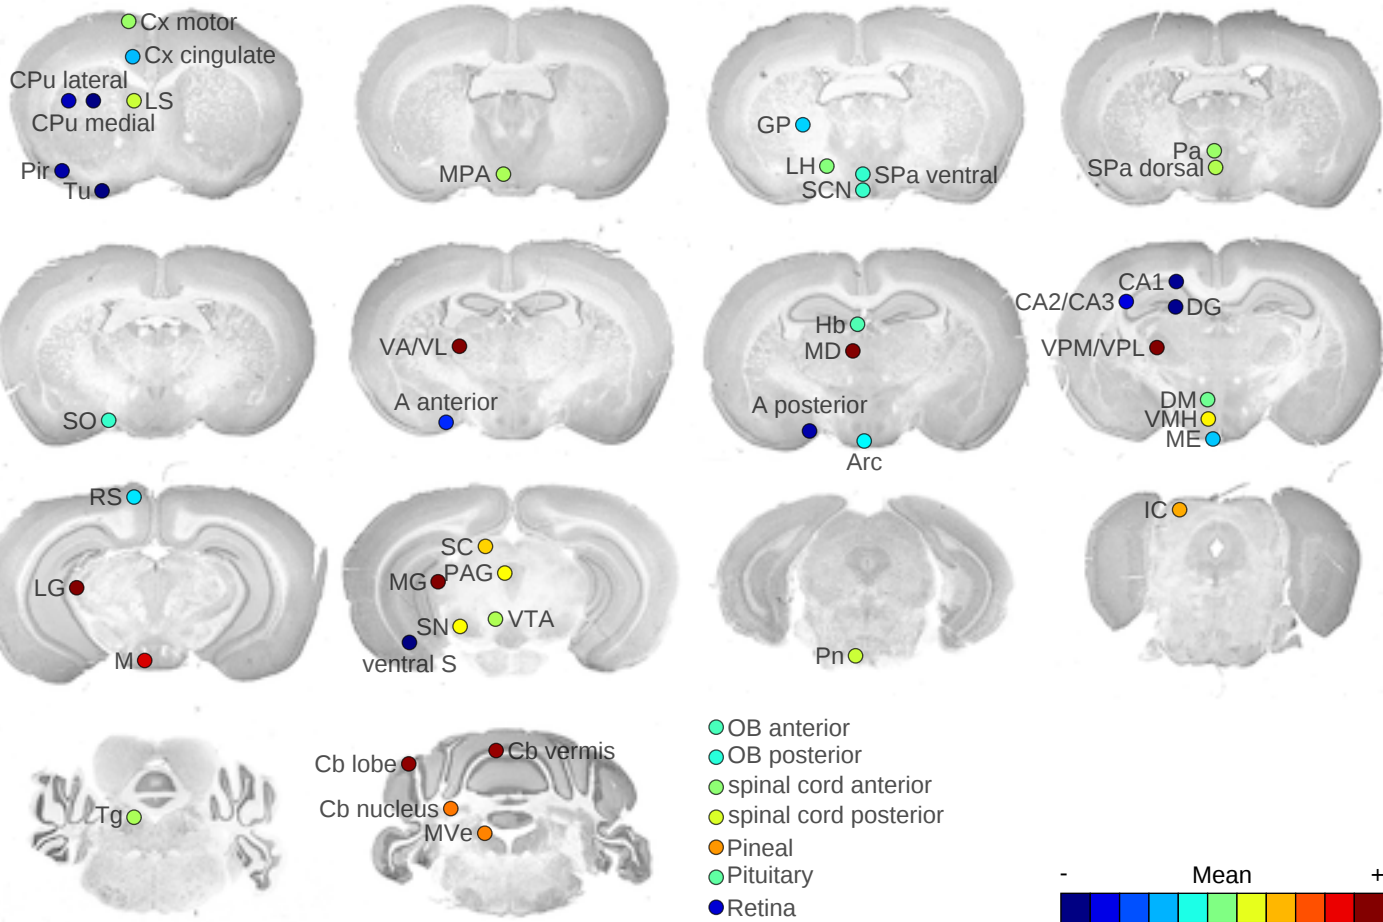 Cx motor
Cx cingulate
CPu lateral
LS
CPu medial
Pir
Tu
MPA
GP
LH
SPa ventral
SCN
Pa
SPa dorsal
SO
VA/VL
A anterior
Hb
MD
A posterior
Arc
CA1
CA2/CA3
DG
VPM/VPL
DM
VMH
ME
RS
LG
M
SC
MG
PAG
SN
VTA
ventral S
Pn
IC
Tg
Cb lobe
Cb vermis
Cb nucleus
MVe
OB anterior
OB posterior
spinal cord anterior
spinal cord posterior
Pineal
Pituitary
Retina
- Mean +